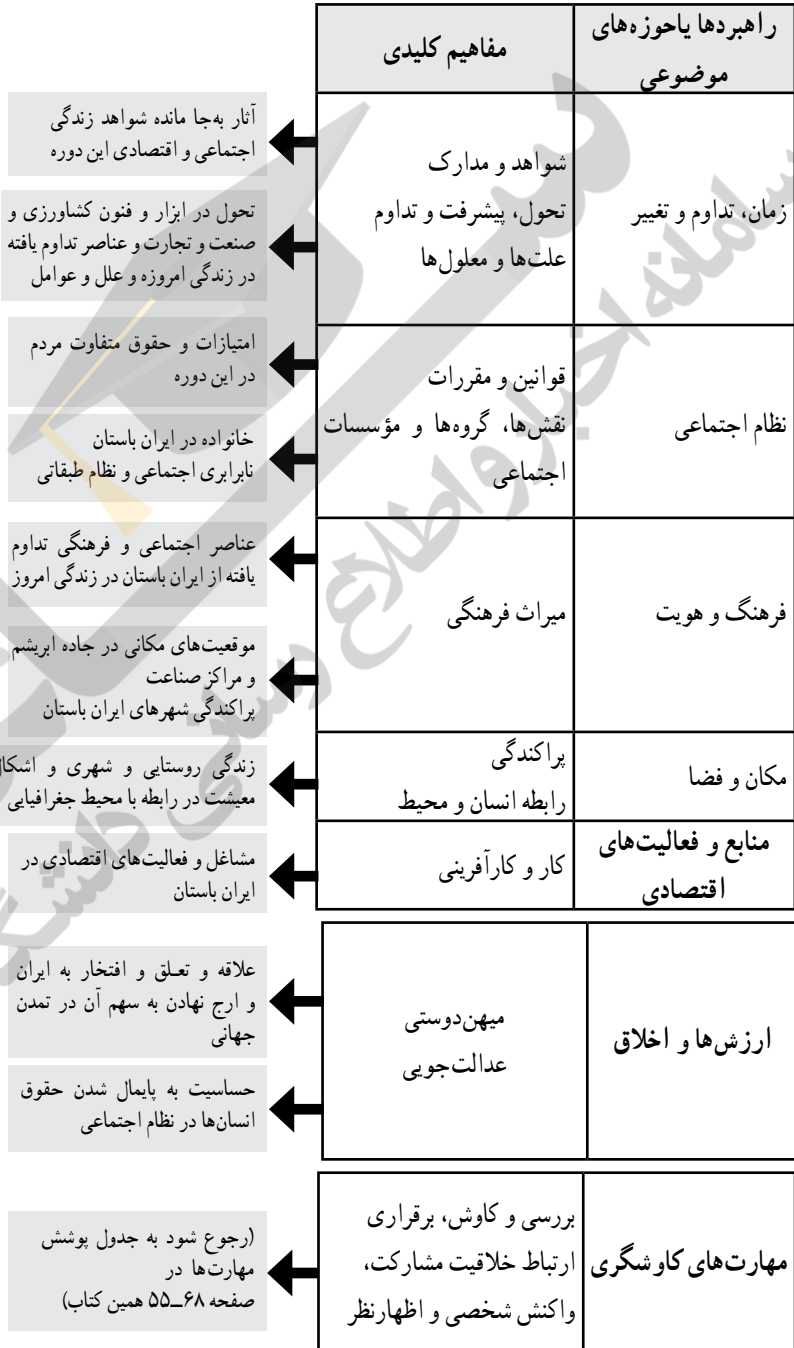 راهبردها یاحوزه‌های
موضوعی
مفاهیم کلیدی
زمان، تداوم و تغییر
شواهد و مدارک
تحول، پیشرفت و تداوم
علت‌ها و معلول‌ها
آثار به‌جا مانده شواهد زندگی
اجتماعی و اقتصادی این دوره
تحول در ابزار و فنون کشاورزی و
صنعت و تجارت و عناصر تداوم یافته
در زندگی امروزه و علل و عوامل
نظام اجتماعی
قوانین و مقررات
نقش‌ها، گروه‌ها و مؤسسات
اجتماعی
امتیازات و حقوق متفاوت مردم
در این دوره
خانواده در ایران باستان
نابرابری اجتماعی و نظام طبقاتی
فرهنگ و هویت
میراث فرهنگی
عناصر اجتماعی و فرهنگی تداوم
یافته از ایران باستان در زندگی امروز
موقعیت‌های مکانی در جاده ابریشم
و مراکز صناعت
پراکندگی شهرهای ایران باستان
مکان و فضا
پراکندگی
رابطه انسان و محیط
زندگی روستایی و شهری و اشکال
معیشت در رابطه با محیط جغرافیایی
منابع و فعالیت‌های
اقتصادی
کار و کارآفرینی
مشاغل و فعالیت‌های اقتصادی در
ایران باستان
ارزش‌ها و اخلاق
میهن‌دوستی
عدالت‌جویی
علاقه و تعلق و افتخار به ایران
و ارج نهادن به سهم آن در تمدن
جهانی
حساسیت به پایمال شدن حقوق
انسان‌ها در نظام اجتماعی
مهارت‌های کاوشگری
بررسی و کاوش، برقراری
ارتباط خلاقیت مشارکت،
واکنش شخصی و اظهارنظر
(رجوع شود به جدول پوشش
مهارت‌ها در
صفحه ۶۸ــ۵۵ همین کتاب)